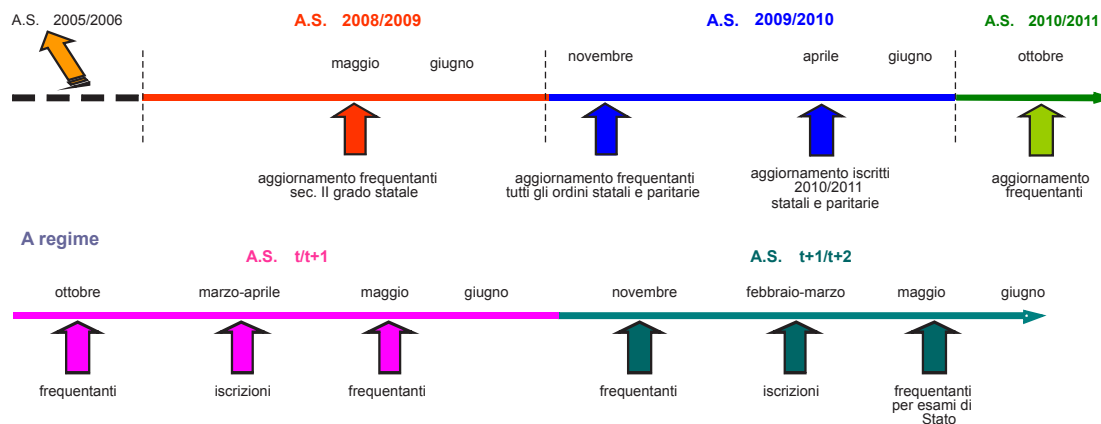 A.S. 2005/2006
A.S. 2008/2009
A.S. 2009/2010
A.S. 2010/2011
maggio giugno novembre aprile giugno ottobre
aggiornamento frequentanti
sec. II grado statale
aggiornamento frequentanti
tutti gli ordini statali e paritarie
aggiornamento iscritti
2010/2011
statali e paritarie
aggiornamento
frequentanti
A regime
A.S. t/t+1
A.S. t+1/t+2
ottobre marzo-aprile maggio giugno novembre febbraio-marzo maggio giugno
frequentanti
iscrizioni
frequentanti
frequentanti
iscrizioni
frequentanti
per esami di
Stato